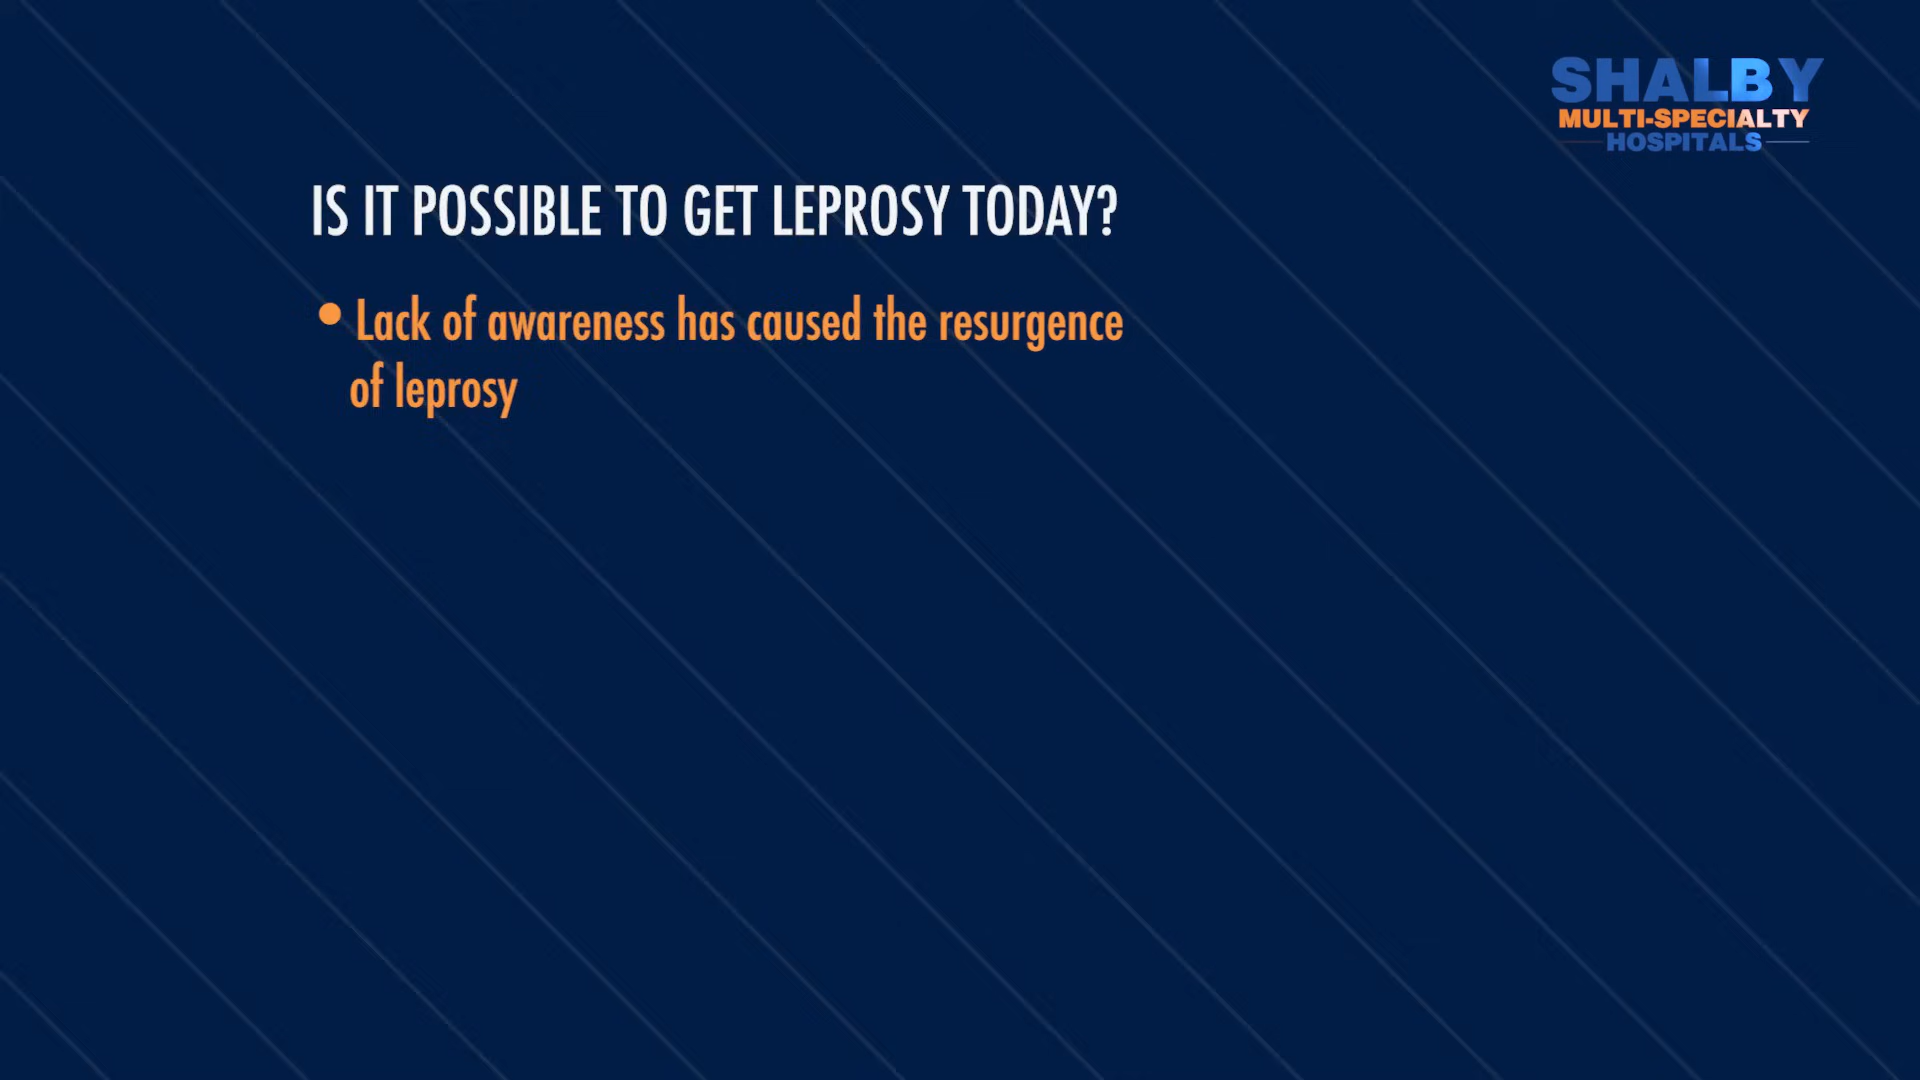 SHALBY
MULTI-SPECIALTY
HOSPITALS
IS IT POSSIBLE TO GET LEPROSY TODAY?
• Lack of awareness has caused the resurgence
of leprosy